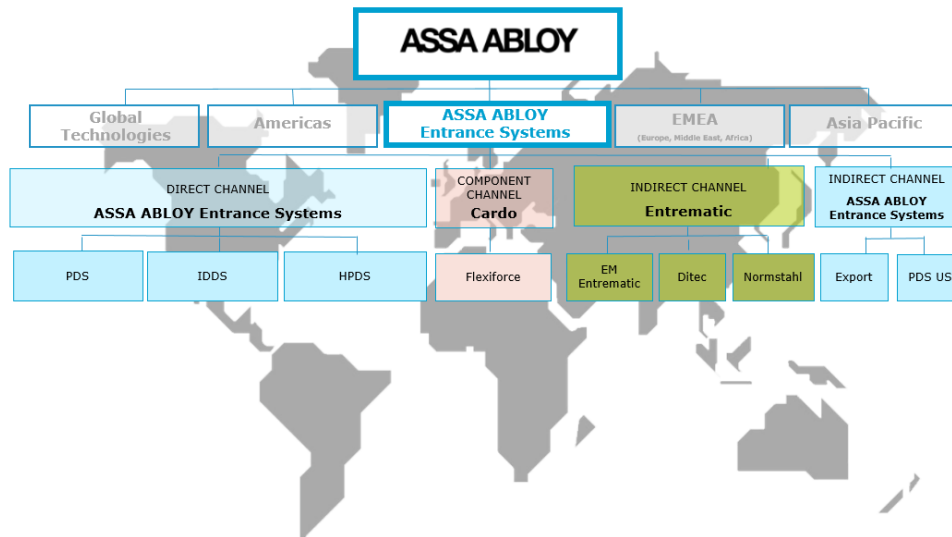 ASSA ABLOY
Global
Technologies
Americas
ASSA ABLOY
Entrance Systems
EMEA
(Europe, Middle East, Africa)
Asia Pacific
DIRECT CHANNEL
ASSA ABLOY Entrance Systems
COMPONENT
CHANNEL
Cardo
INDIRECT CHANNEL
Entrematic
INDIRECT CHANNEL
ASSA ABLOY
Entrance Systems
PDS
IDDS
HPDS
Flexiforce
EM
Entrematic
Ditec
Normstahl
Export
PDS US